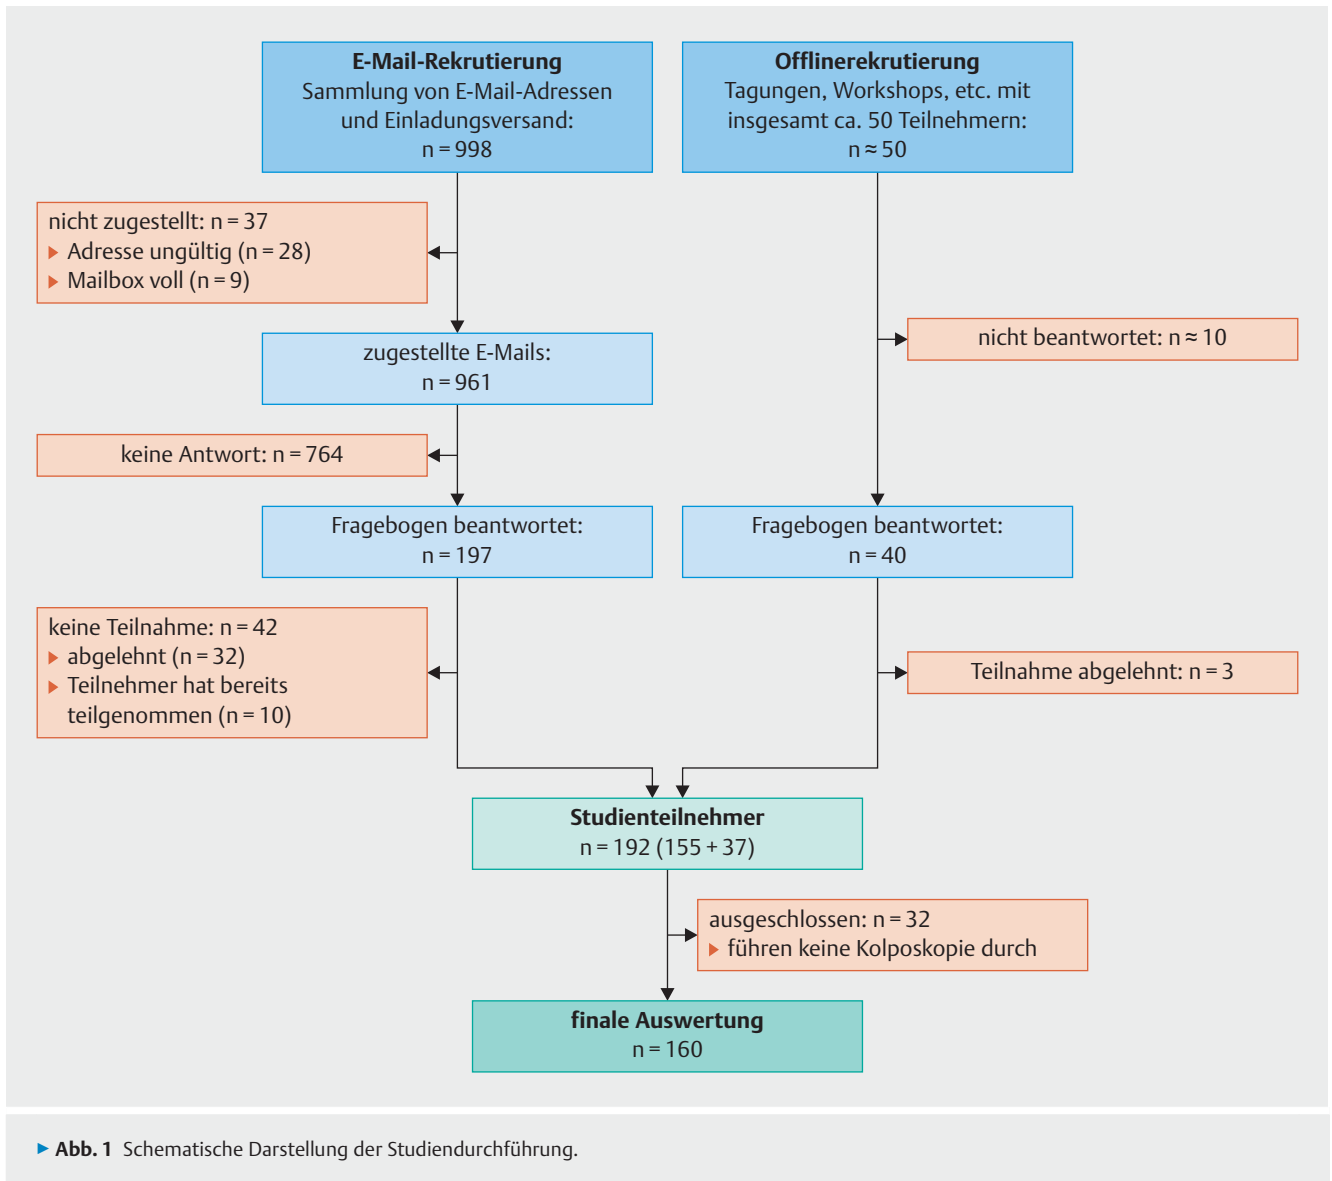 E-Mail-Rekrutierung
Sammlung von E-Mail-Adressen
und Einladungsversand:
n = 998
Offlinerekrutierung
Tagungen, Workshops, etc. mit
insgesamt ca. 50 Teilnehmern:
n ≈ 50
nicht zugestellt: n = 37
▶ Adresse ungültig (n = 28)
▶ Mailbox voll (n = 9)
nicht beantwortet: n ≈ 10
zugestellte E-Mails:
n = 961
keine Antwort: n = 764
Fragebogen beantwortet:
n = 197
Fragebogen beantwortet:
n = 40
keine Teilnahme: n = 42
▶ abgelehnt (n = 32)
▶ Teilnehmer hat bereits
teilgenommen (n = 10)
Teilnahme abgelehnt: n = 3
Studienteilnehmer
n = 192 (155 + 37)
ausgeschlossen: n = 32
▶ führen keine Kolposkopie durch
finale Auswertung
n = 160
▶ Abb. 1 Schematische Darstellung der Studiendurchführung.